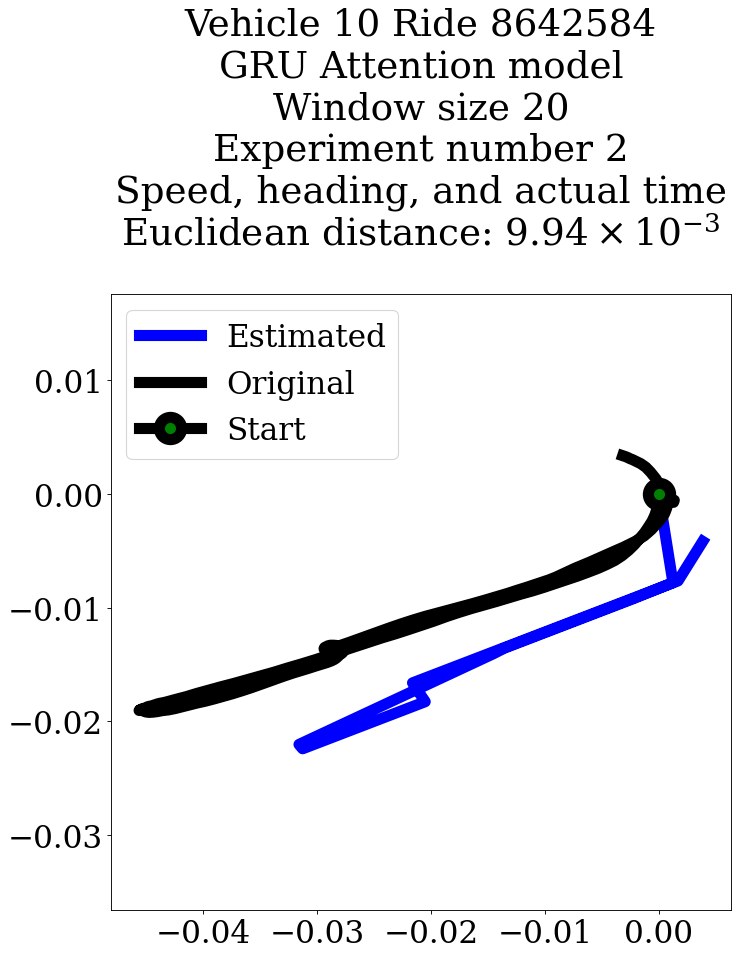 Vehicle 10 Ride 8642584
GRU Attention model
Window size 20
Experiment number 2
Speed, heading, and actual time
Euclidean distance: 9.94 × 10⁻³
Estimated
Original
Start
0.01
0.00
−0.01
−0.02
−0.03
−0.04 −0.03 −0.02 −0.01 0.00